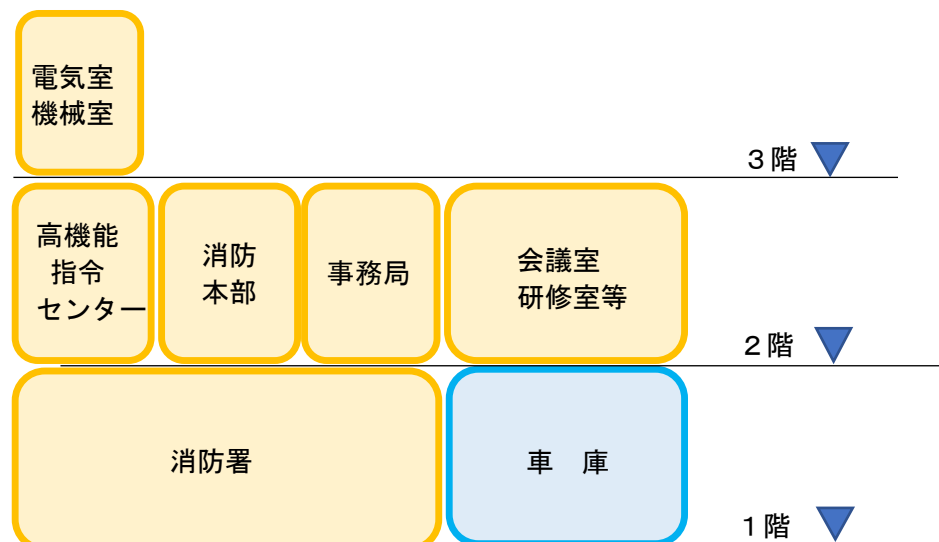 電気室
機械室
３階
高機能
指令
センター
消防
本部
事務局
会議室
研修室等
２階
消防署
車　庫
１階